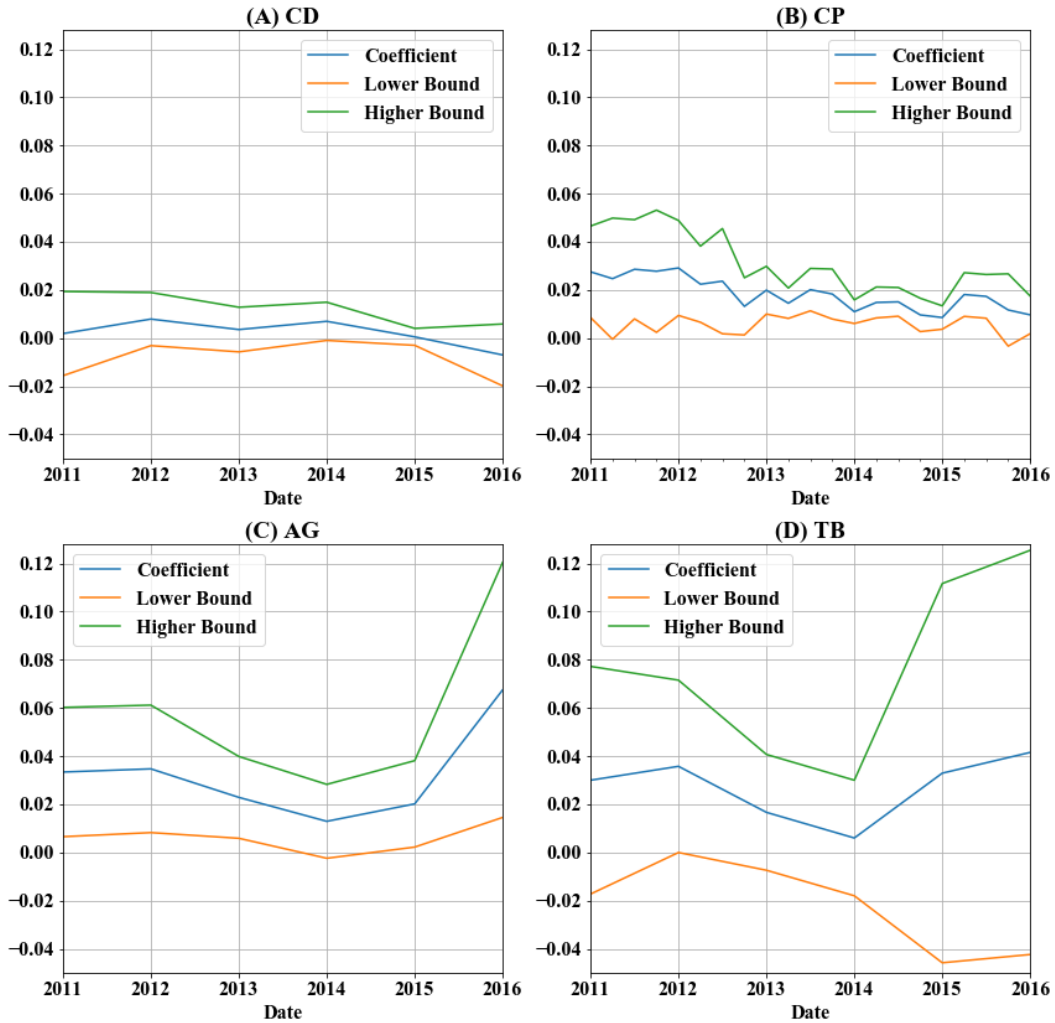 (A) CD
0.12
0.10
0.08
0.06
0.04
0.02
0.00
−0.02
−0.04
Coefficient
Lower Bound
Higher Bound
2011 2012 2013 2014 2015 2016
Date
(B) CP
0.12
0.10
0.08
0.06
0.04
0.02
0.00
−0.02
−0.04
Coefficient
Lower Bound
Higher Bound
2011 2012 2013 2014 2015 2016
Date
(C) AG
0.12
0.10
0.08
0.06
0.04
0.02
0.00
−0.02
−0.04
Coefficient
Lower Bound
Higher Bound
2011 2012 2013 2014 2015 2016
Date
(D) TB
0.12
0.10
0.08
0.06
0.04
0.02
0.00
−0.02
−0.04
Coefficient
Lower Bound
Higher Bound
2011 2012 2013 2014 2015 2016
Date